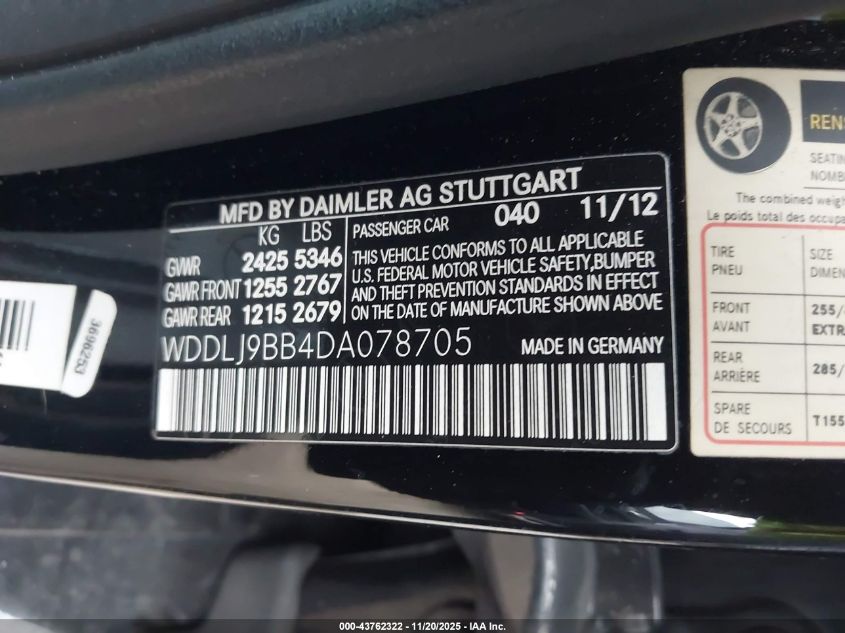 MFD BY DAIMLER AG STUTTGART
KG LBS
GVWR 2425 5346
GAWR FRONT 1255 2767
GAWR REAR 1215 2679
PASSENGER CAR 040 11/12
THIS VEHICLE CONFORMS TO ALL APPLICABLE
U.S. FEDERAL MOTOR VEHICLE SAFETY,BUMPER
AND THEFT PREVENTION STANDARDS IN EFFECT
ON THE DATE OF MANUFACTURE SHOWN ABOVE
WDDLJ9BB4DA078705 MADE IN GERMANY
3696253
The combined
Le poids total des
TIRE SIZE
PNEU
FRONT 255/
AVANT
REAR 285/
ARRIÈRE
SPARE T155
DE SECOURS
000-43762322 - 11/20/2025 - IAA Inc.